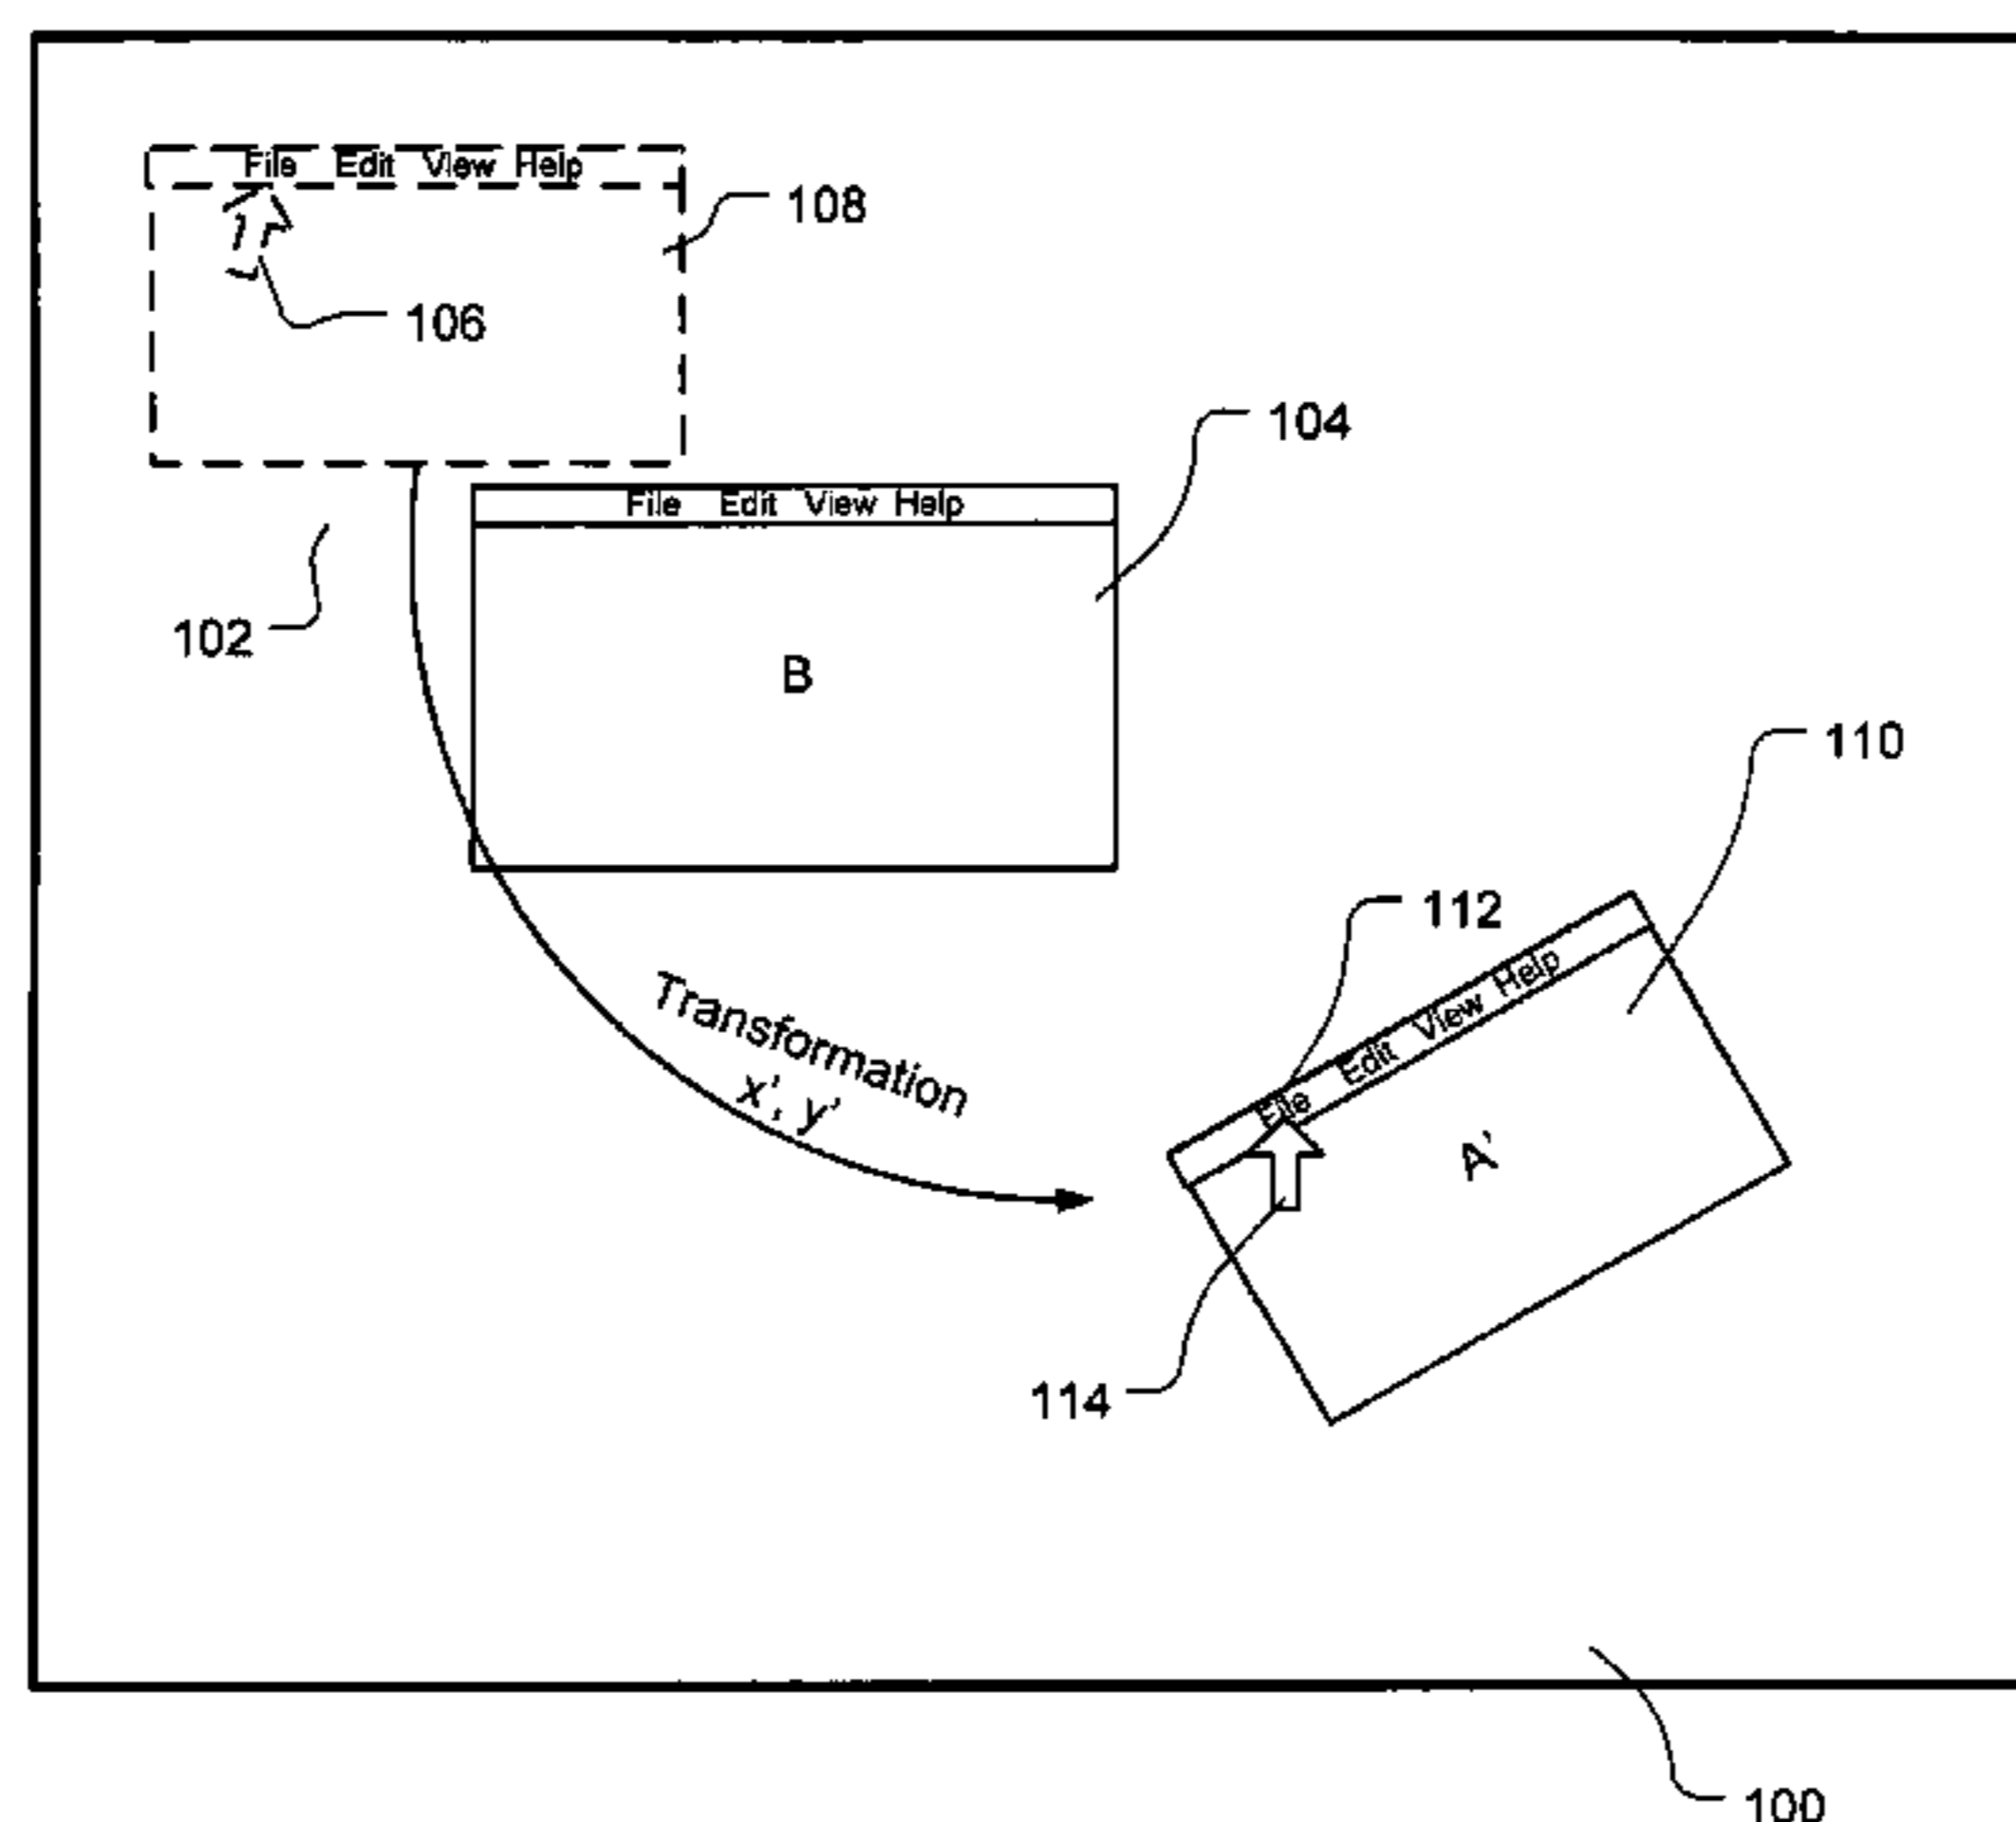 File Edit View Help
108
106
104
File Edit View Help
102
B
110
112
File Edit View Help
Transformation
x', y'
A'
114
100